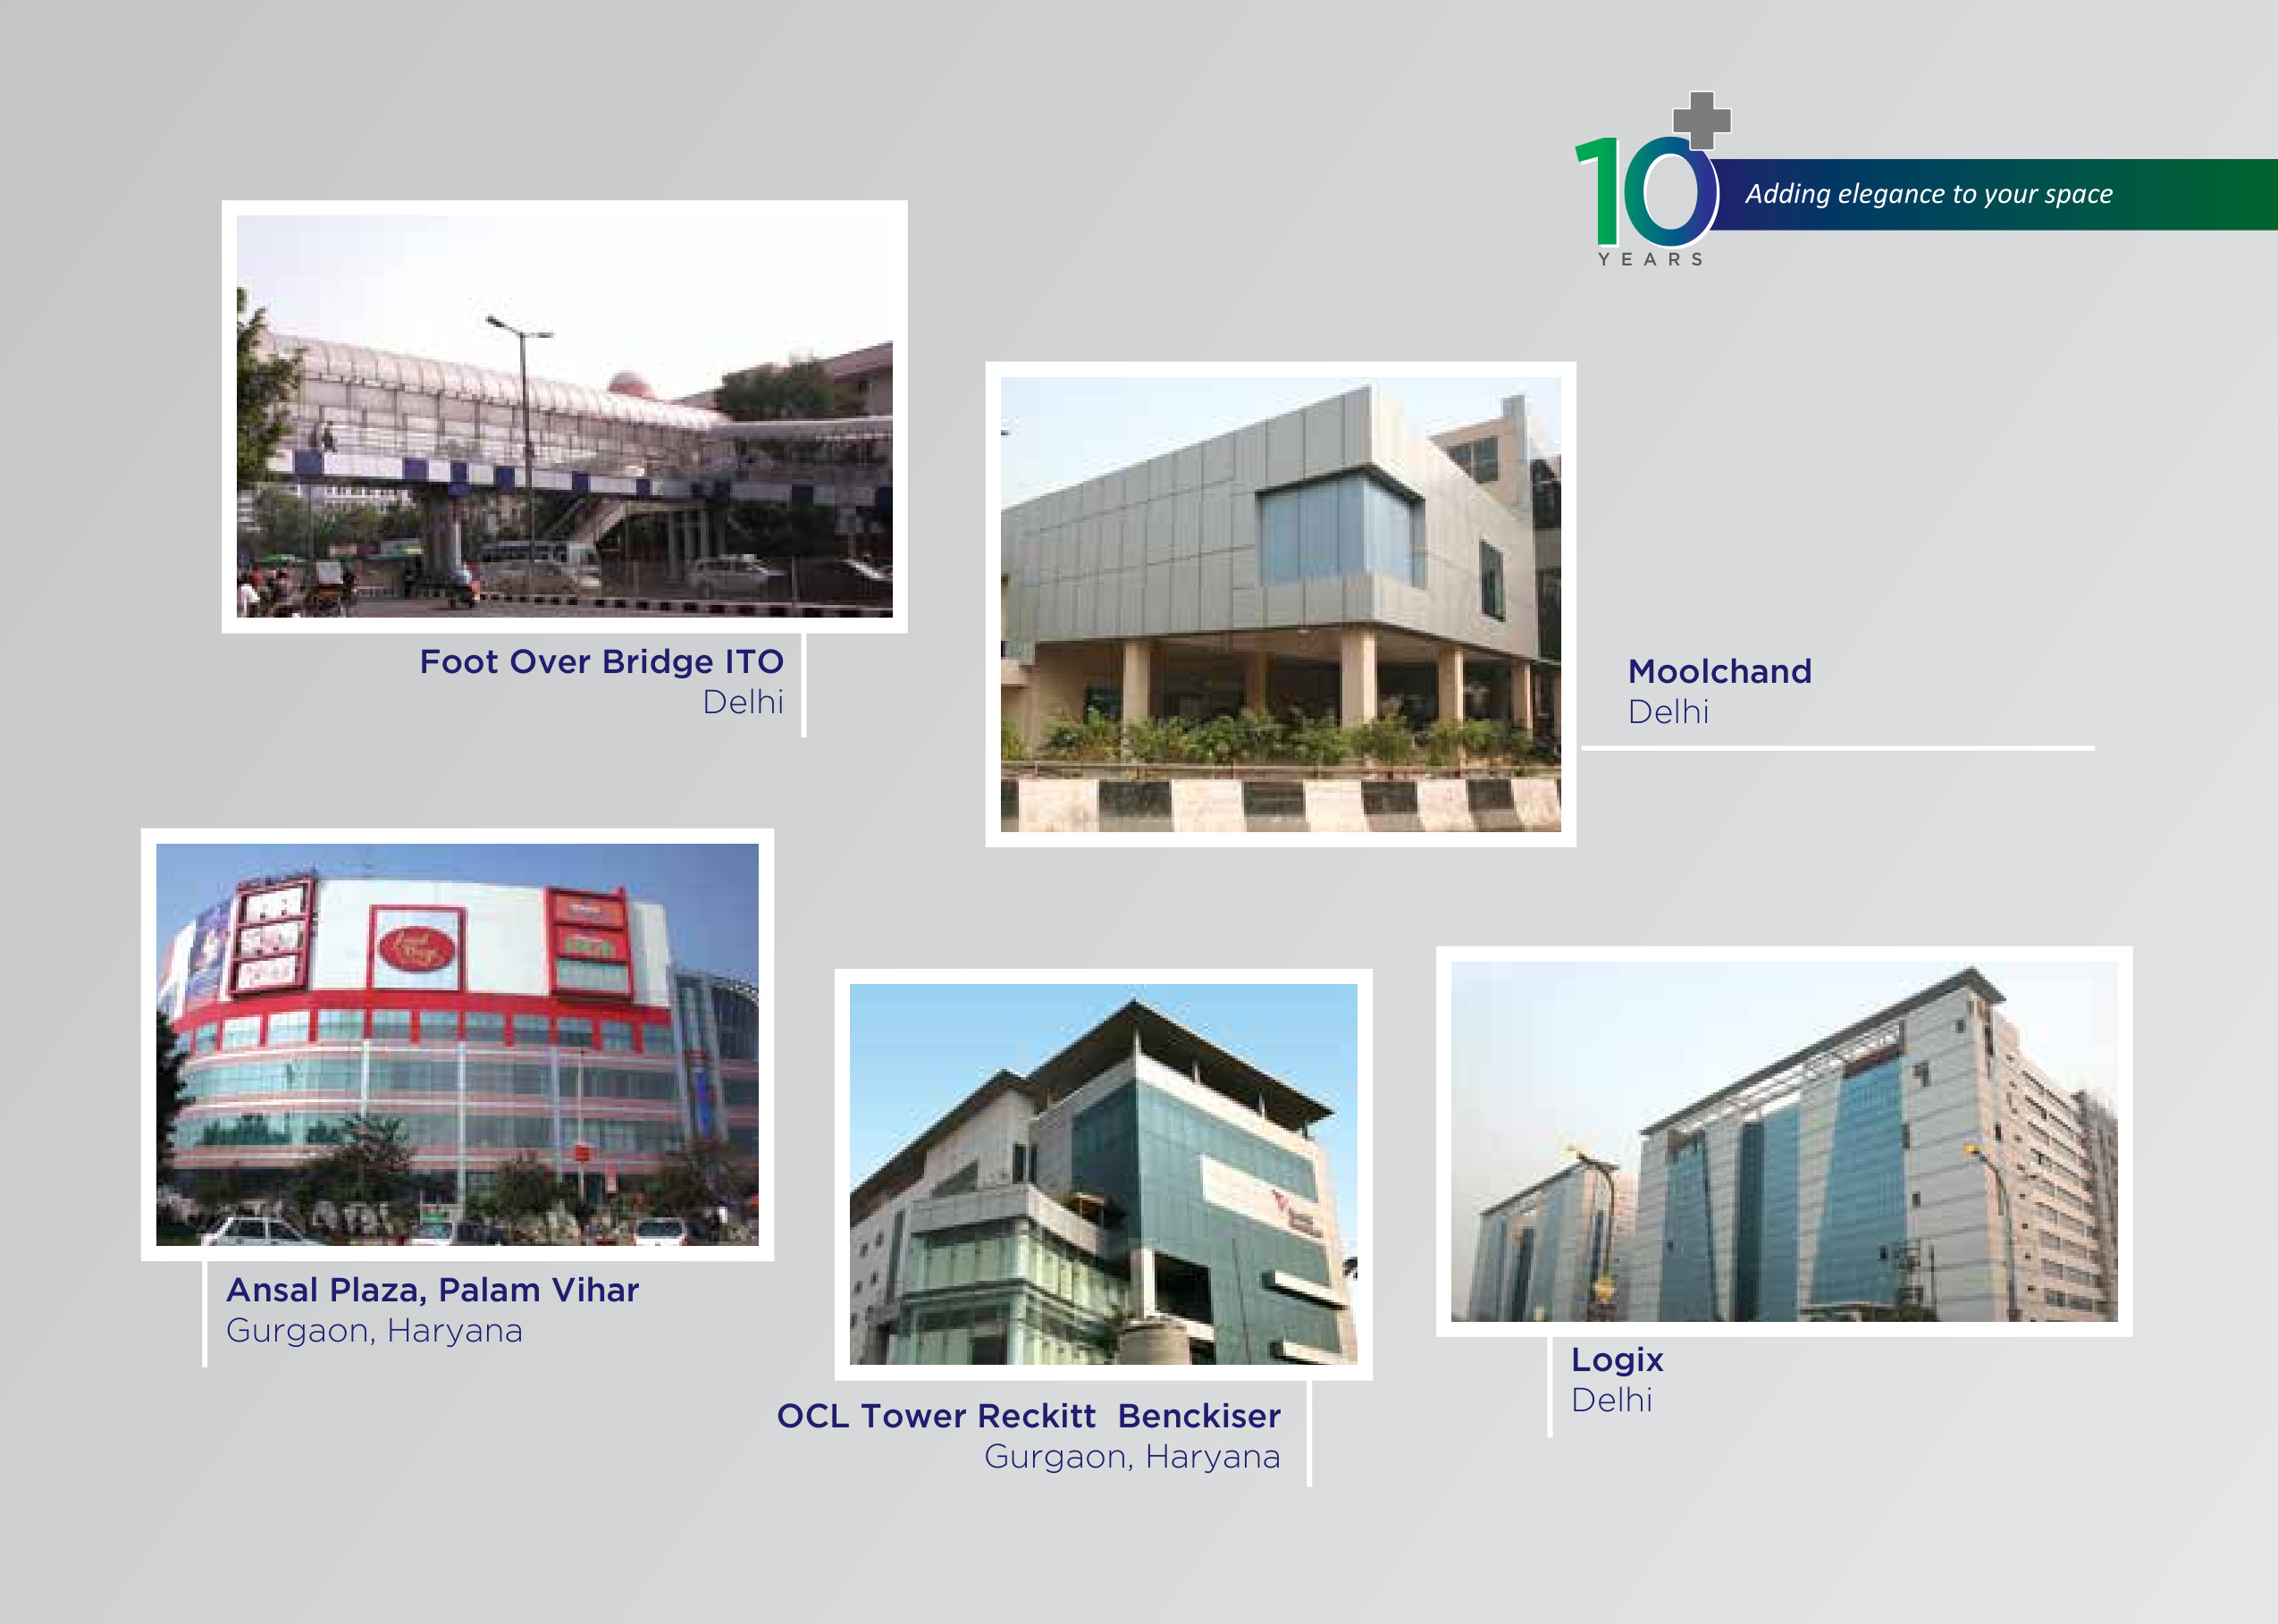 10+
YEARS
Adding elegance to your space
Foot Over Bridge ITO
Delhi
Moolchand
Delhi
Ansal Plaza, Palam Vihar
Gurgaon, Haryana
OCL Tower Reckitt  Benckiser
Gurgaon, Haryana
Logix
Delhi